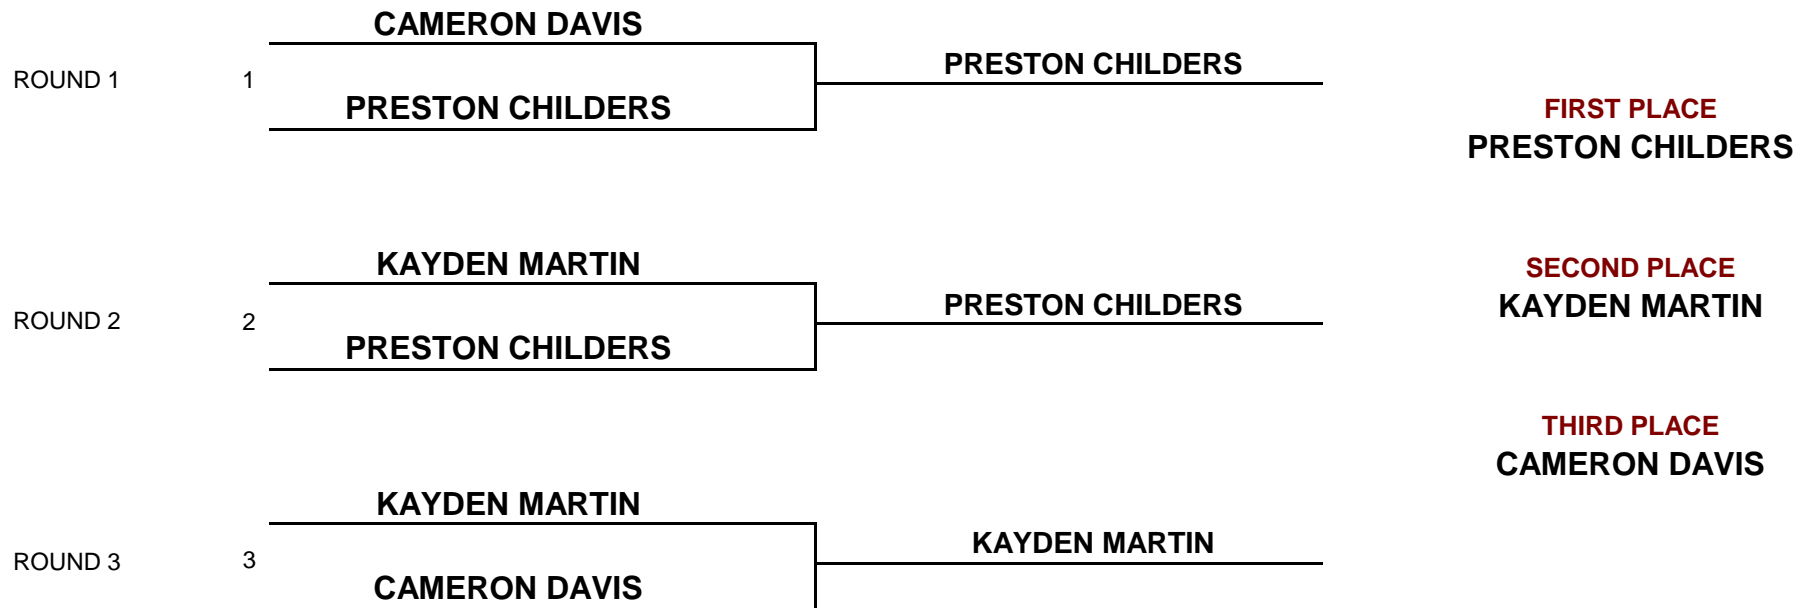 CAMERON DAVIS
ROUND 1
1
PRESTON CHILDERS
PRESTON CHILDERS
FIRST PLACE
PRESTON CHILDERS
KAYDEN MARTIN
ROUND 2
2
PRESTON CHILDERS
PRESTON CHILDERS
SECOND PLACE
KAYDEN MARTIN
THIRD PLACE
CAMERON DAVIS
KAYDEN MARTIN
ROUND 3
3
CAMERON DAVIS
KAYDEN MARTIN